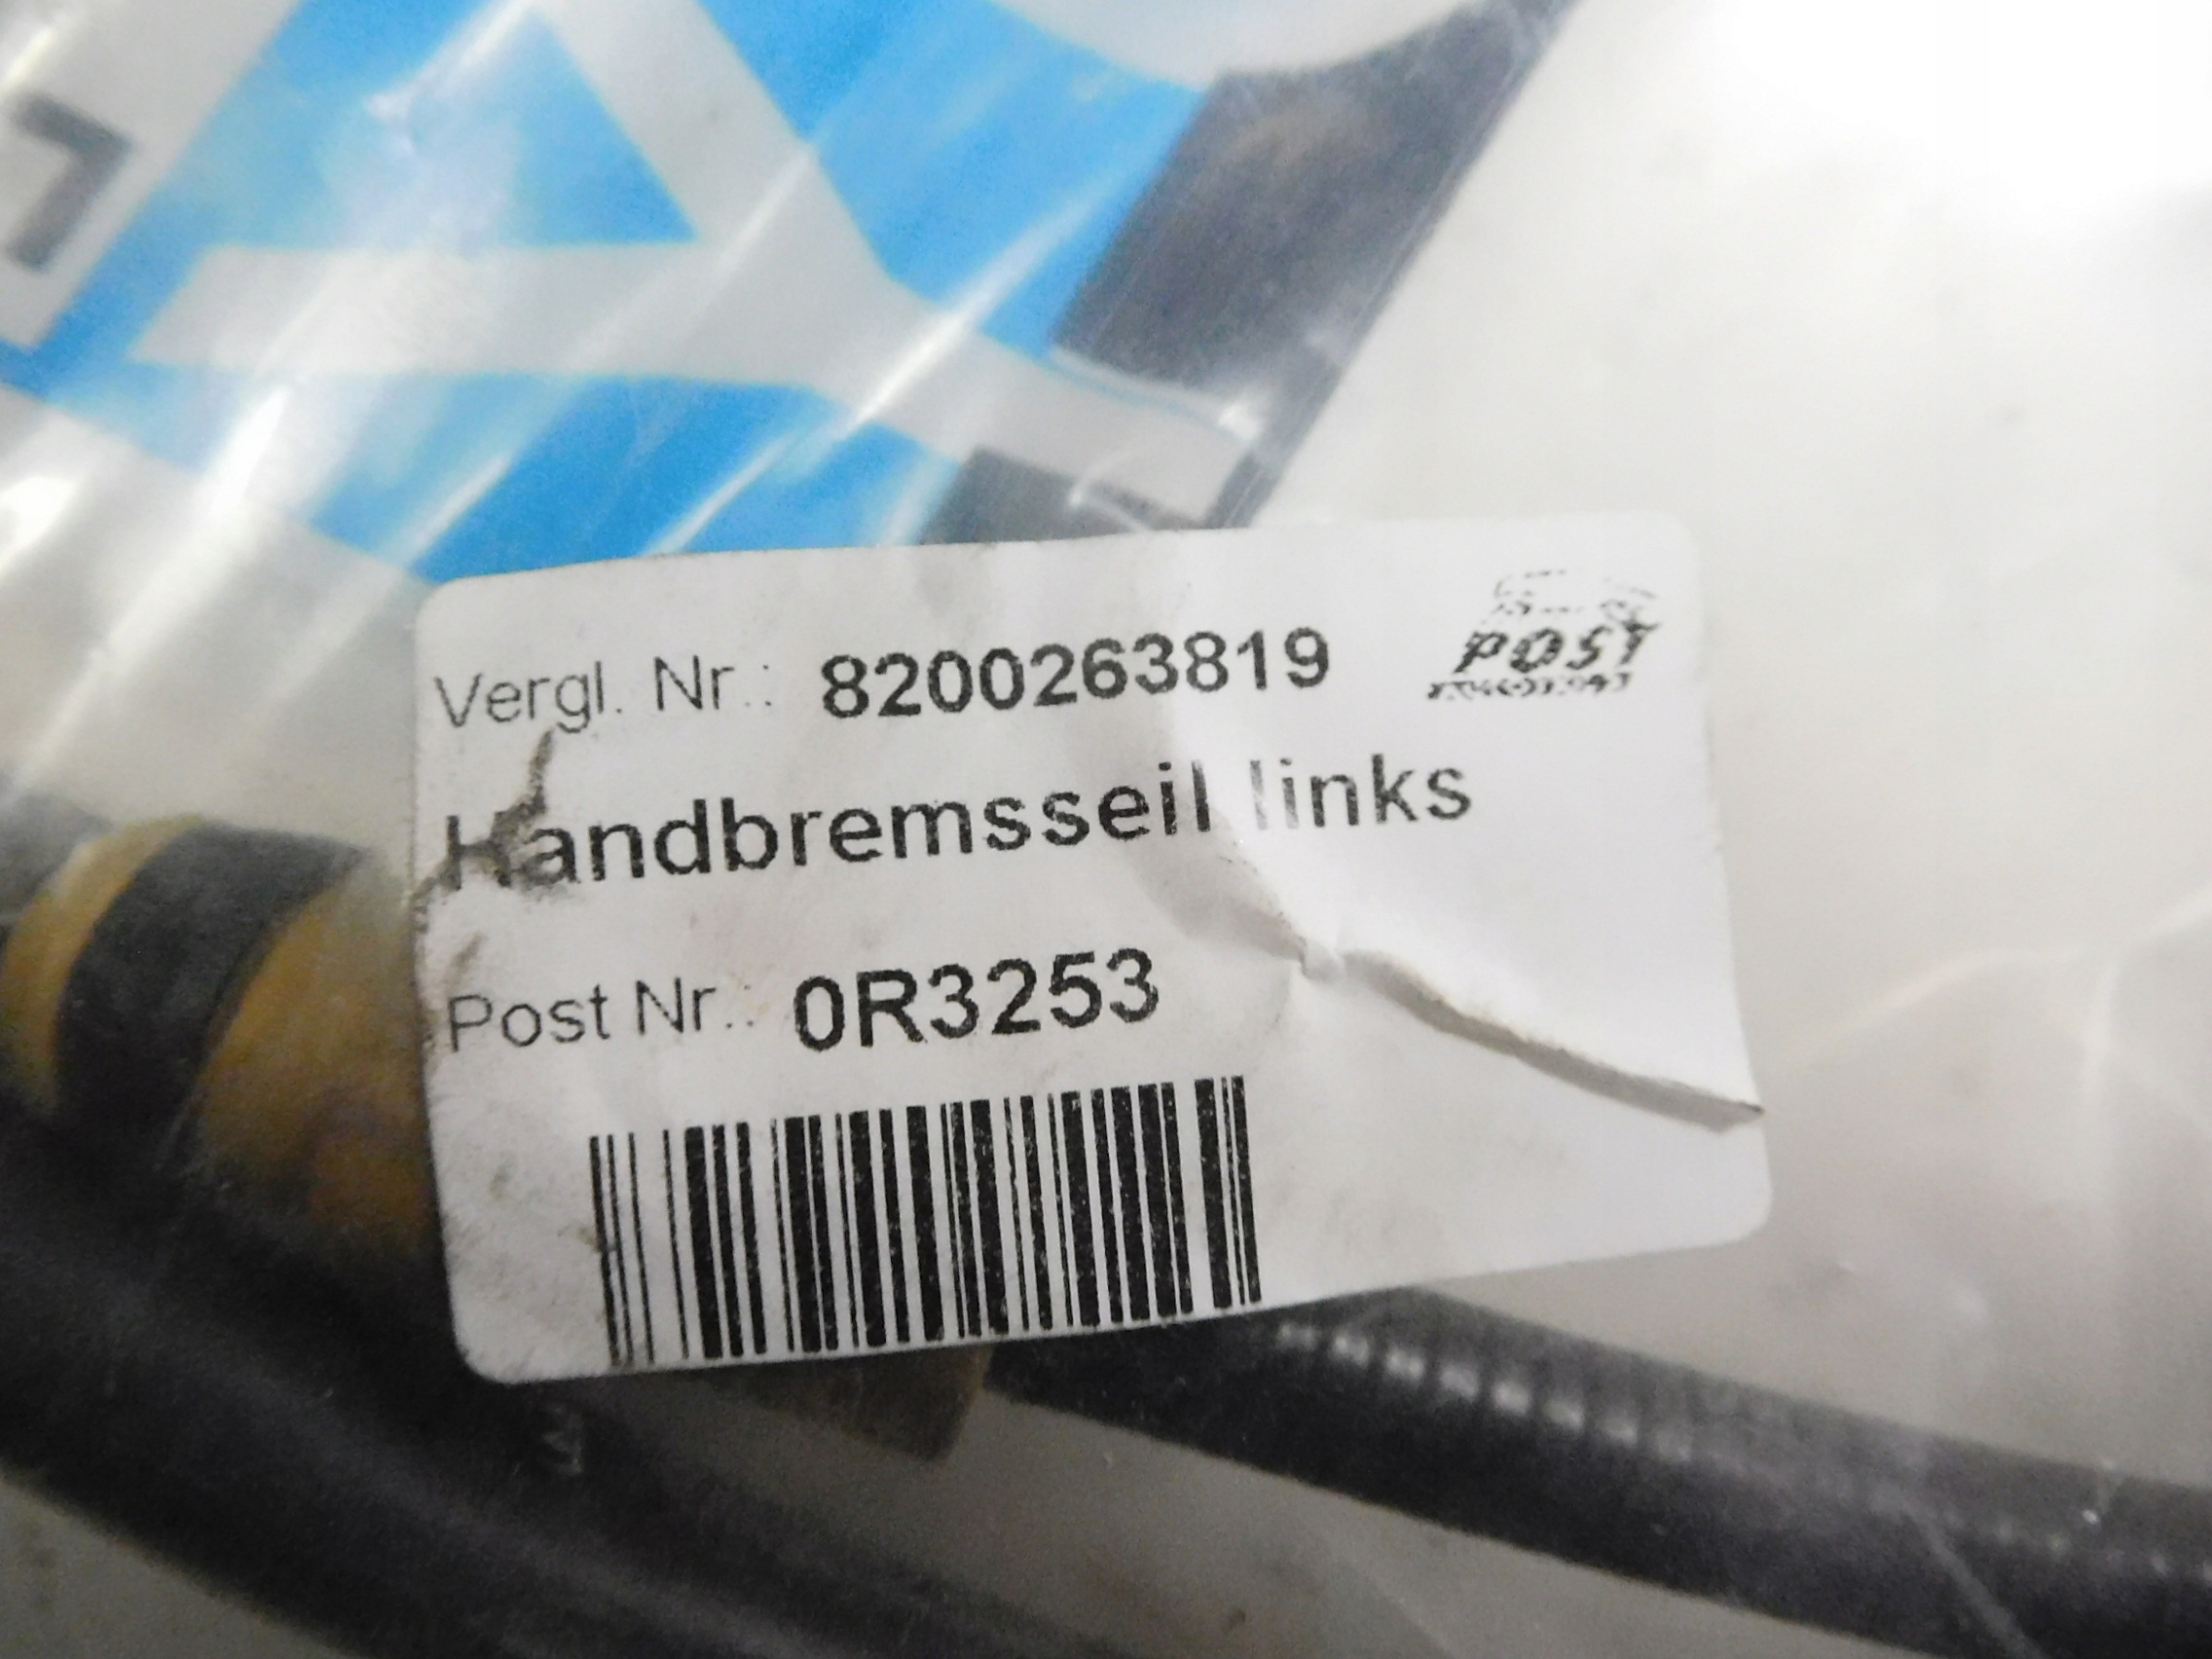 Vergl. Nr.: 8200263819
POST
Handbremsseil links
Post Nr.: 0R3253